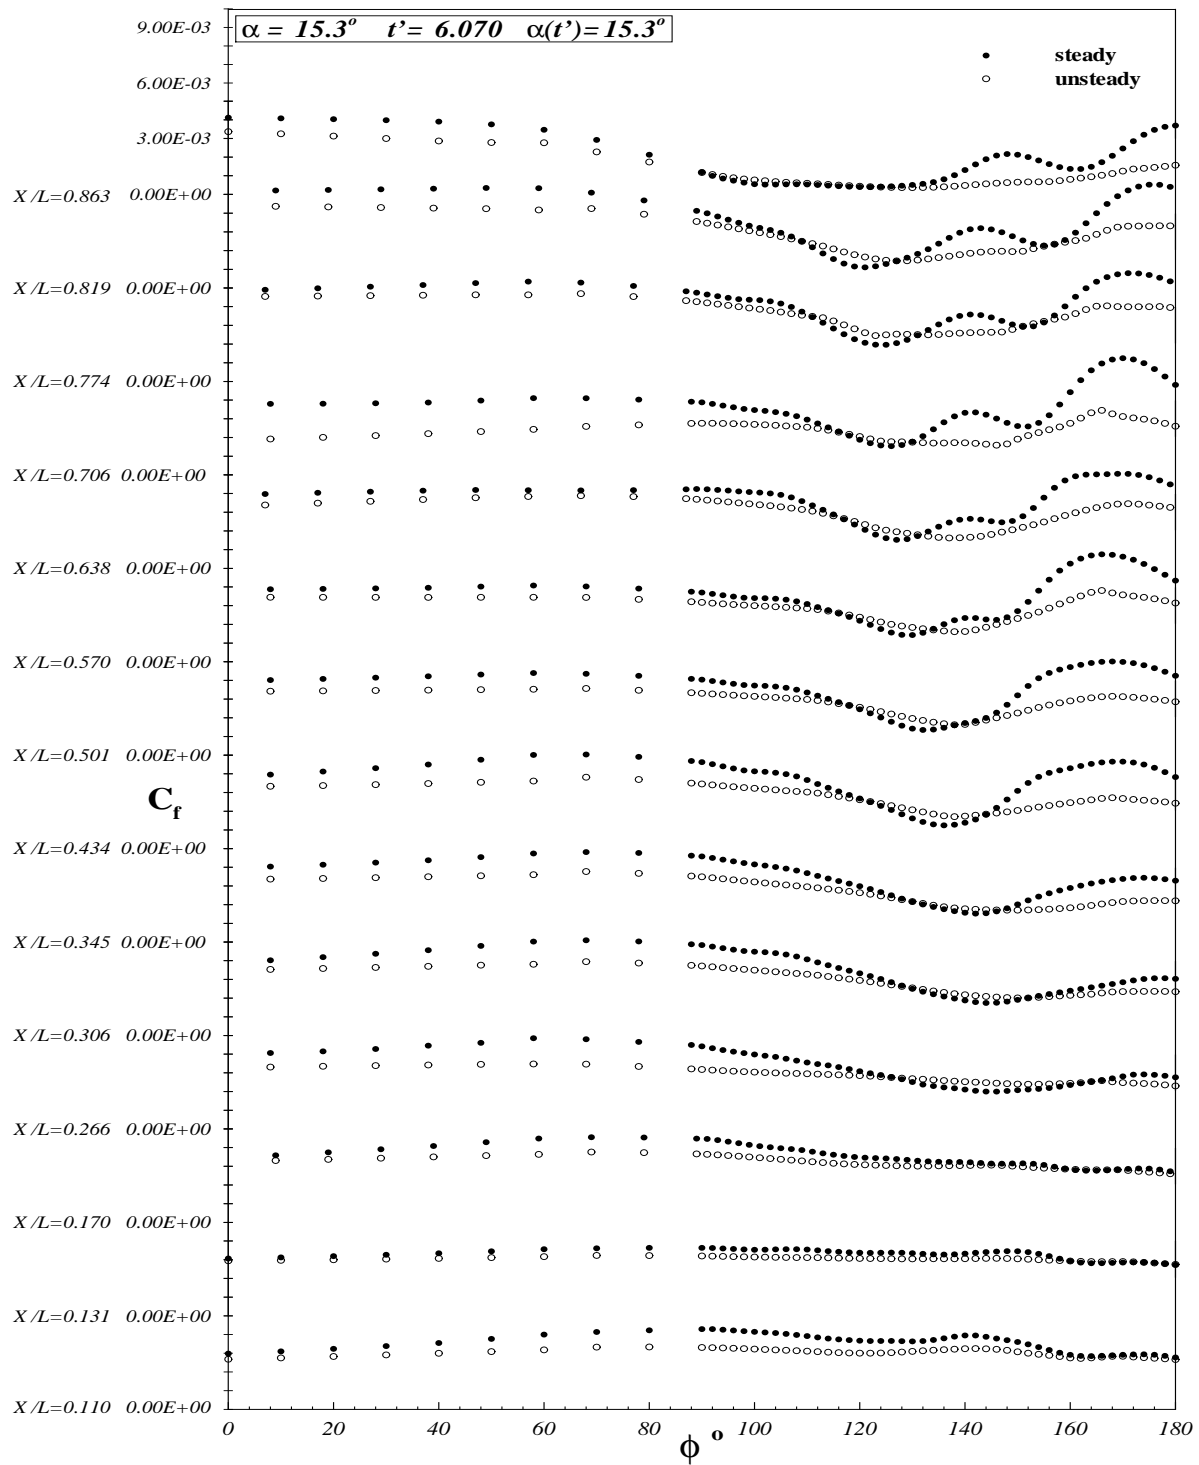 9.00E-03
α = 15.3° t'= 6.070 α(t')=15.3°
steady
6.00E-03
unsteady
3.00E-03
X/L=0.863 0.00E+00
X/L=0.819 0.00E+00
X/L=0.774 0.00E+00
X/L=0.706 0.00E+00
X/L=0.638 0.00E+00
X/L=0.570 0.00E+00
X/L=0.501 0.00E+00
Cf
X/L=0.434 0.00E+00
X/L=0.345 0.00E+00
X/L=0.306 0.00E+00
X/L=0.266 0.00E+00
X/L=0.170 0.00E+00
X/L=0.131 0.00E+00
X/L=0.110 0.00E+00
0 20 40 60 80 100 120 140 160 180
ϕ °